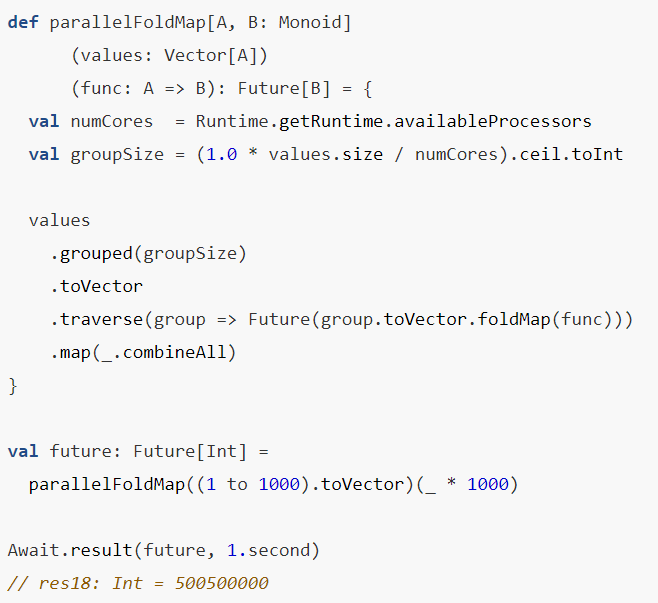 def parallelFoldMap[A, B: Monoid]
      (values: Vector[A])
      (func: A => B): Future[B] = {
  val numCores  = Runtime.getRuntime.availableProcessors
  val groupSize = (1.0 * values.size / numCores).ceil.toInt

  values
    .grouped(groupSize)
    .toVector
    .traverse(group => Future(group.toVector.foldMap(func)))
    .map(_.combineAll)
}

val future: Future[Int] =
  parallelFoldMap((1 to 1000).toVector)(_ * 1000)

Await.result(future, 1.second)
// res18: Int = 500500000